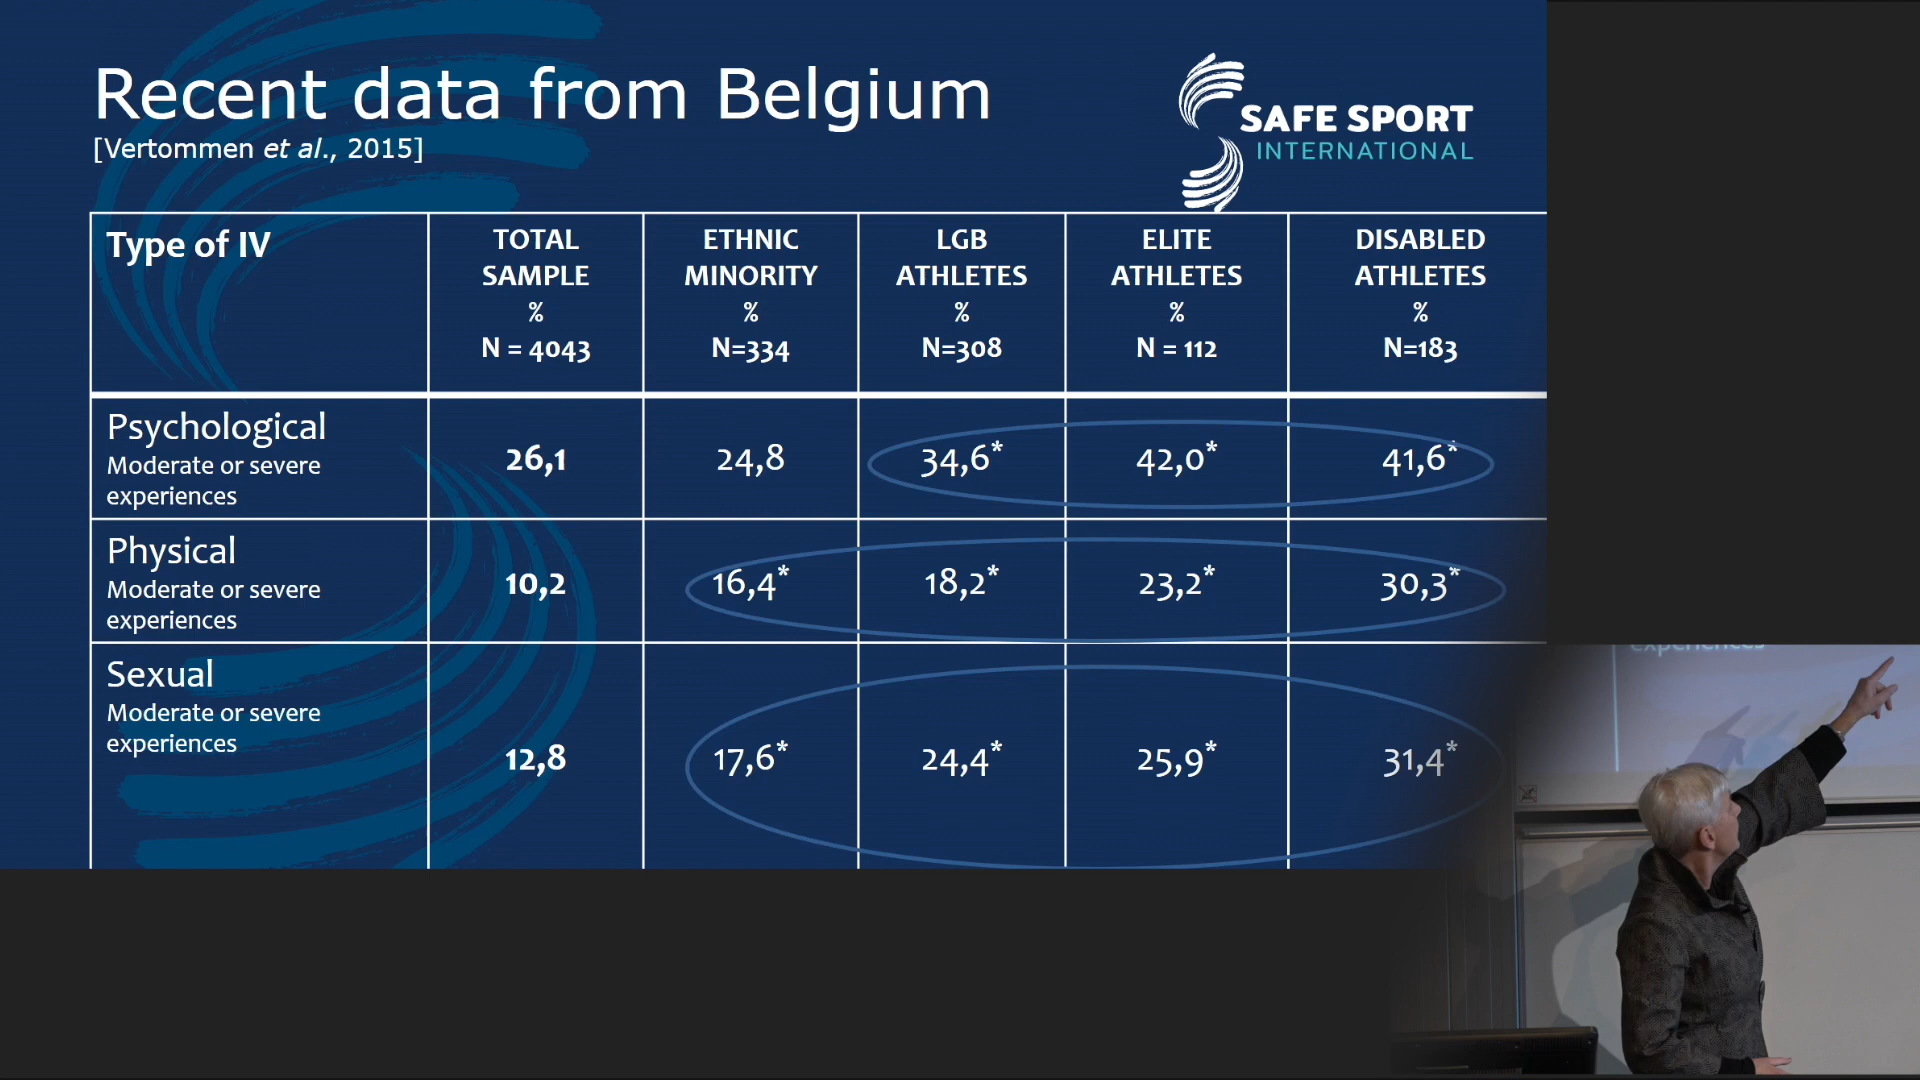 Recent data from Belgium
[Vertommen et al., 2015]
SAFE SPORT
INTERNATIONAL
Type of IV
TOTAL
SAMPLE
%
N = 4043
ETHNIC
MINORITY
%
N=334
LGB
ATHLETES
%
N=308
ELITE
ATHLETES
%
N = 112
DISABLED
ATHLETES
%
N=183
Psychological
Moderate or severe
experiences
26,1
24,8
34,6*
42,0*
41,6*
Physical
Moderate or severe
experiences
10,2
16,4*
18,2*
23,2*
30,3*
Sexual
Moderate or severe
experiences
12,8
17,6*
24,4*
25,9*
31,4*
experiences